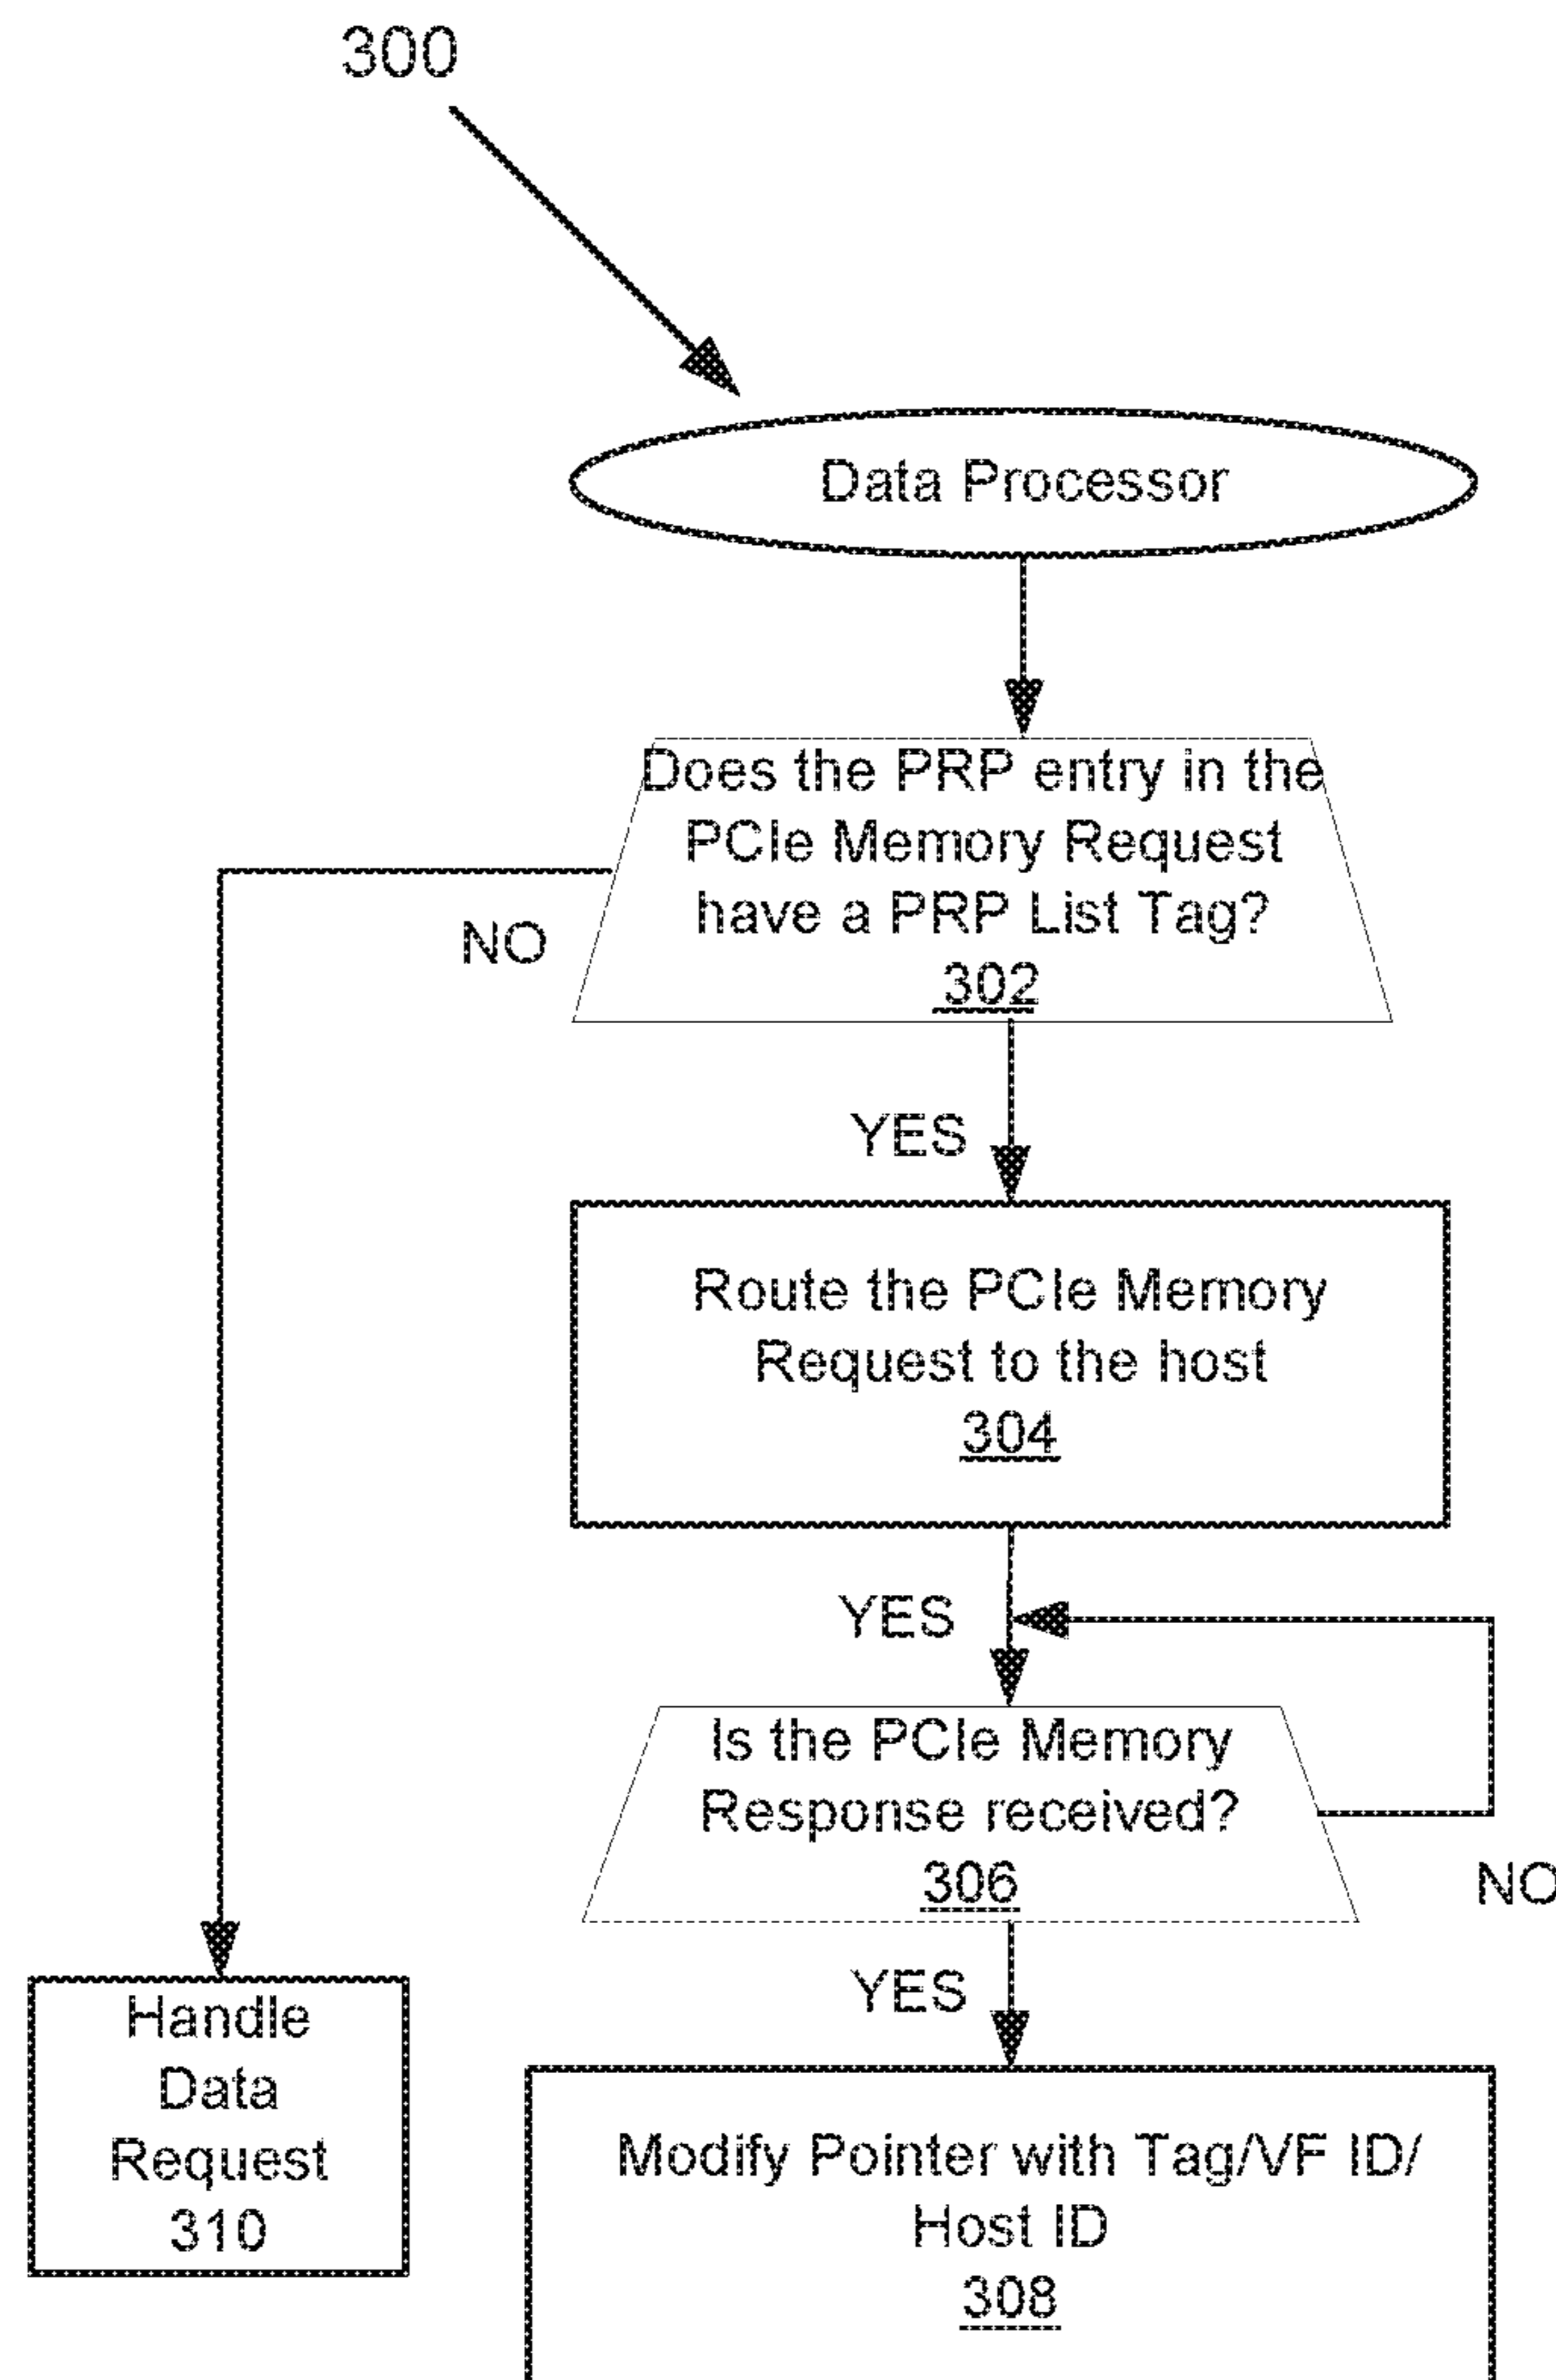 300
Data Processor
Does the PRP entry in the
PCIe Memory Request
have a PRP List Tag?
302
NO
YES
Route the PCIe Memory
Request to the host
304
YES
Is the PCIe Memory
Response received?
306
NO
YES
Handle
Data
Request
310
Modify Pointer with Tag/VF ID/
Host ID
308